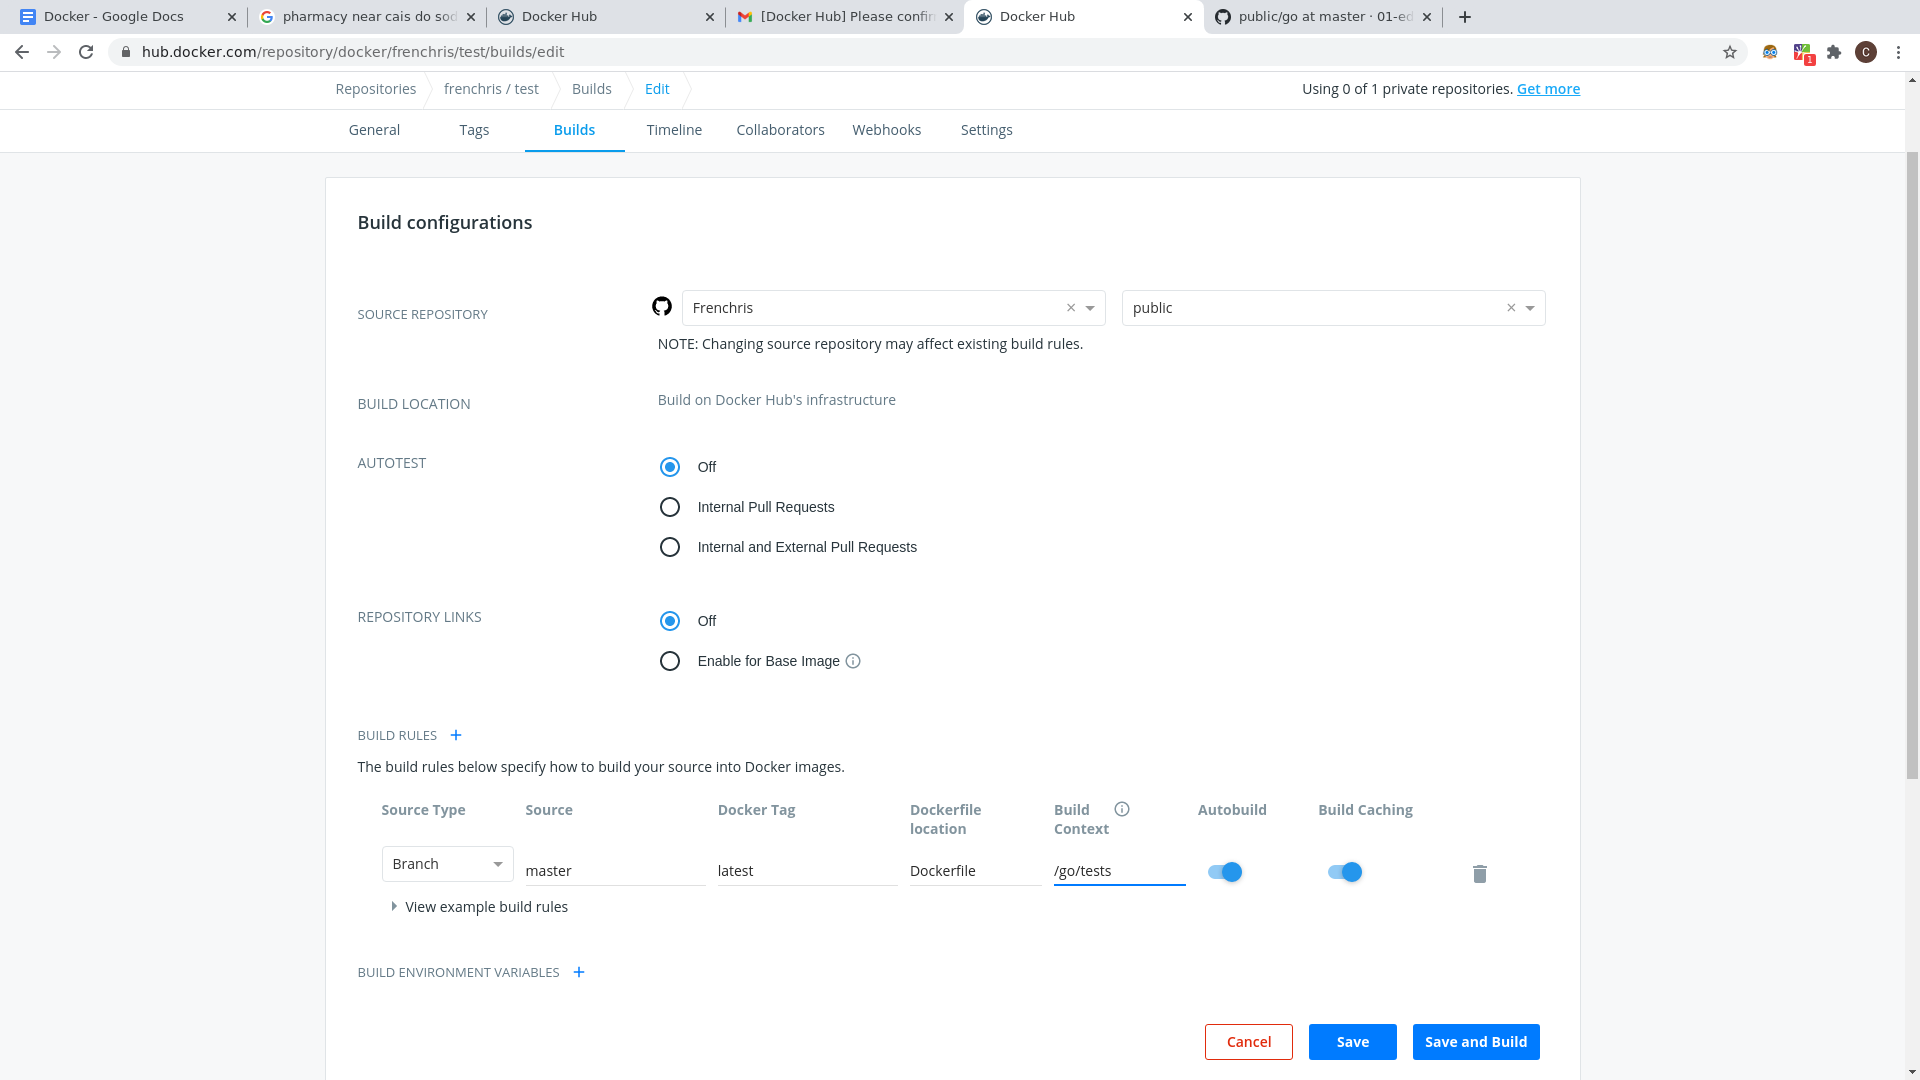 Docker - Google Docs
pharmacy near cais do sod
Docker Hub
[Docker Hub] Please confir
Docker Hub
public/go at master · 01-ed
hub.docker.com/repository/docker/frenchris/test/builds/edit
C
1
Repositories
frenchris / test
Builds
Edit
Using 0 of 1 private repositories. Get more
General
Tags
Builds
Timeline
Collaborators
Webhooks
Settings
Build configurations
SOURCE REPOSITORY
Frenchris
public
NOTE: Changing source repository may affect existing build rules.
BUILD LOCATION
Build on Docker Hub's infrastructure
AUTOTEST
Off
Internal Pull Requests
Internal and External Pull Requests
REPOSITORY LINKS
Off
Enable for Base Image
BUILD RULES +
The build rules below specify how to build your source into Docker images.
Source Type
Source
Docker Tag
Dockerfile
location
Build
Context
Autobuild
Build Caching
Branch
master
latest
Dockerfile
/go/tests
View example build rules
BUILD ENVIRONMENT VARIABLES +
Cancel
Save
Save and Build